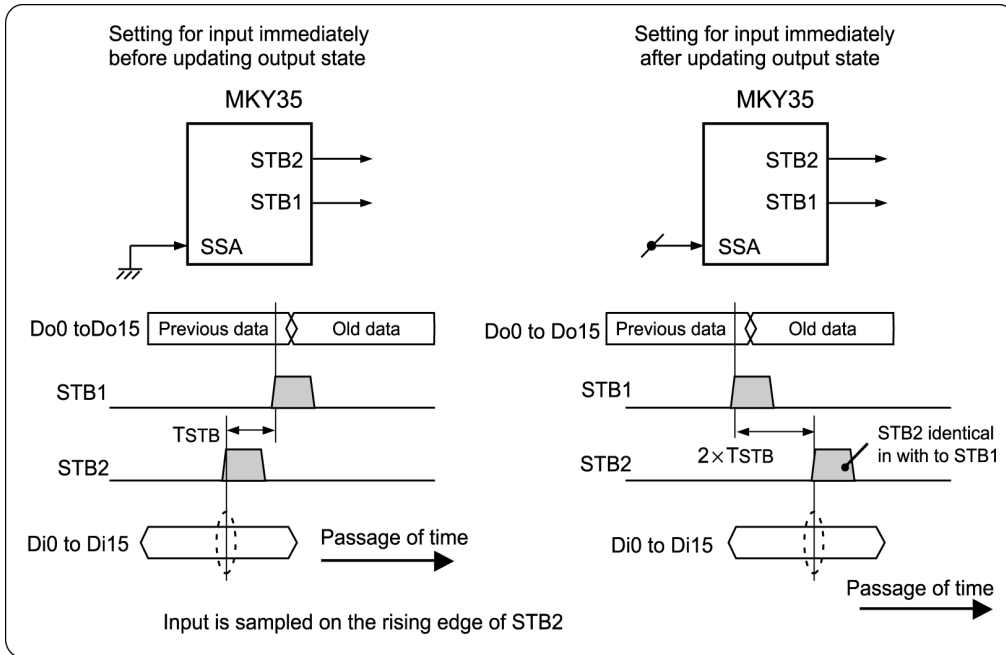 Setting for input immediately
before updating output state
MKY35
STB2
STB1
SSA
Do0 toDo15
Previous data
Old data
STB1
TSTB
STB2
Di0 to Di15
Passage of time
Setting for input immediately
after updating output state
MKY35
STB2
STB1
SSA
Do0 to Do15
Previous data
Old data
STB1
2×TSTB
STB2 identical
in with to STB1
STB2
Di0 to Di15
Passage of time
Input is sampled on the rising edge of STB2